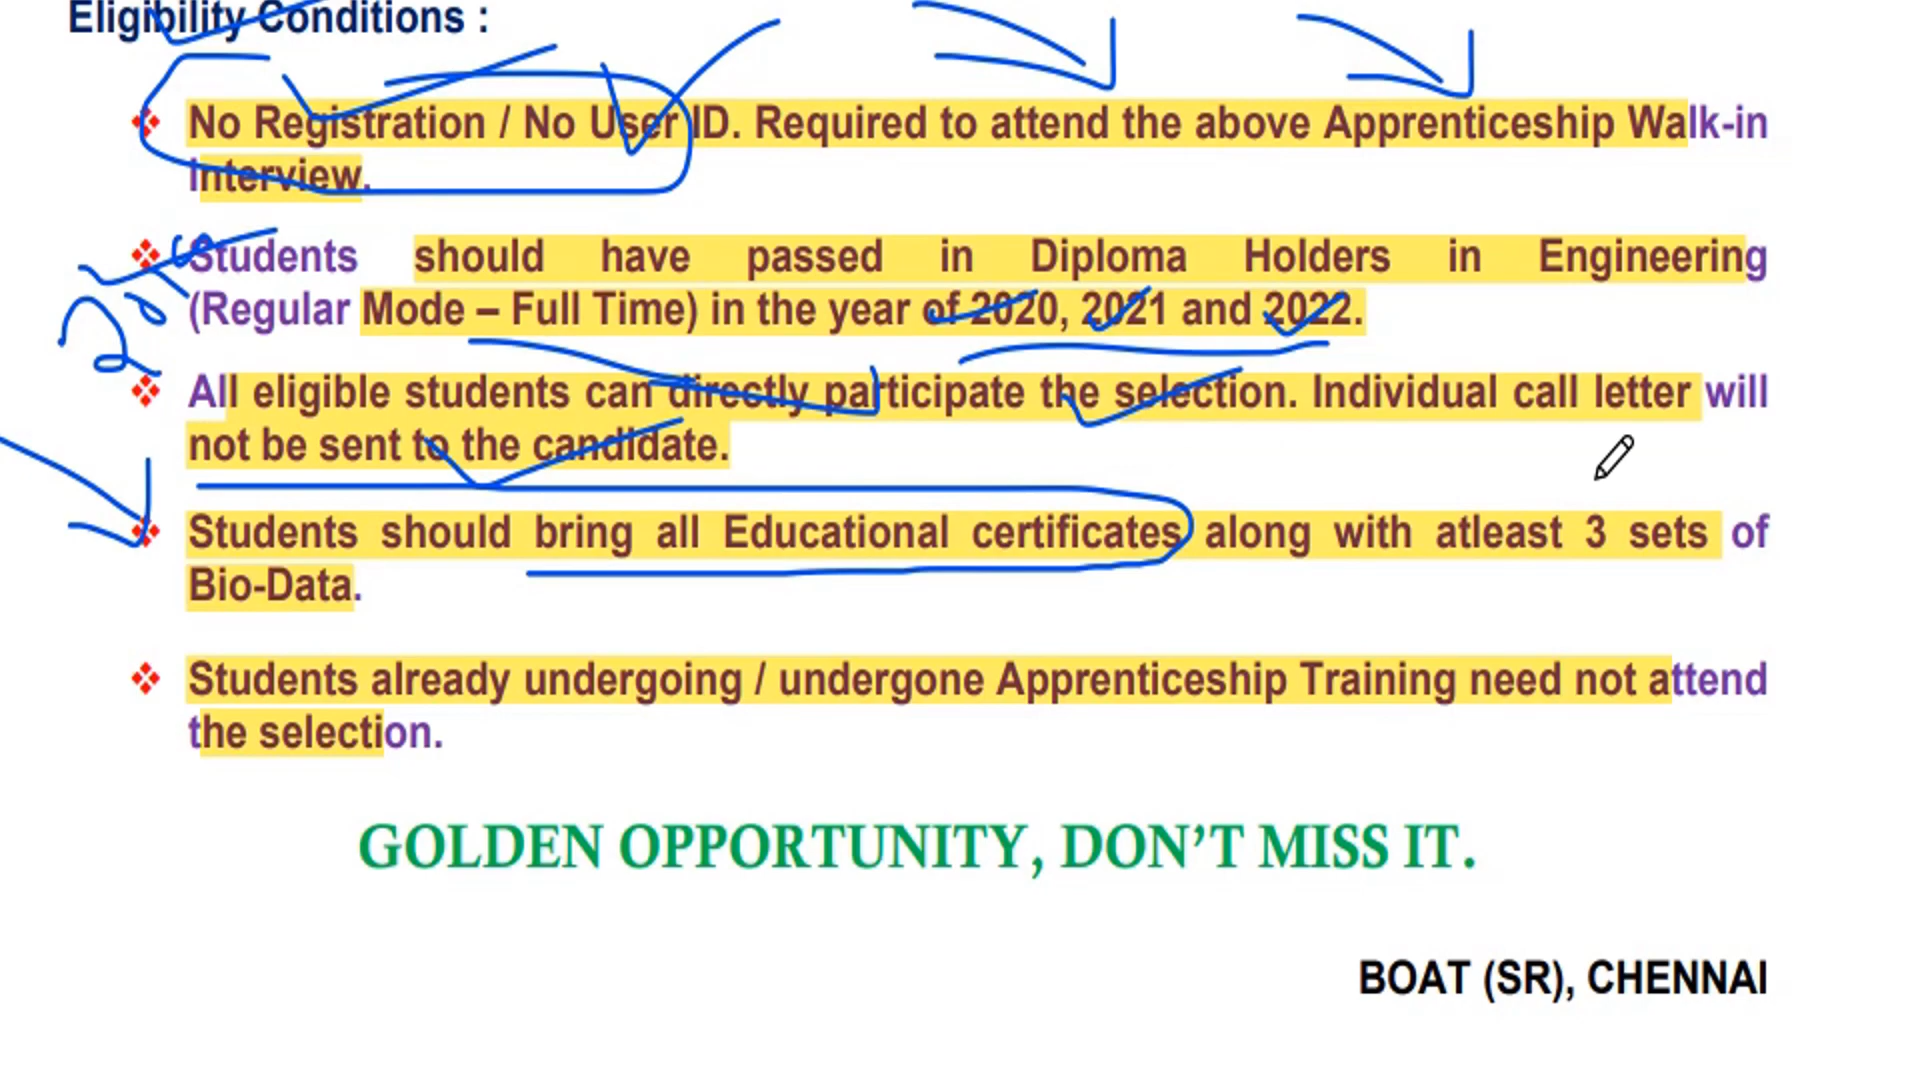 Eligibility Conditions :
No Registration / No User ID. Required to attend the above Apprenticeship Walk-in
Interview.
Students should have passed in Diploma Holders in Engineering
(Regular Mode – Full Time) in the year of 2020, 2021 and 2022.
All eligible students can directly participate the selection. Individual call letter will
not be sent to the candidate.
Students should bring all Educational certificates along with atleast 3 sets of
Bio-Data.
Students already undergoing / undergone Apprenticeship Training need not attend
the selection.
GOLDEN OPPORTUNITY, DON’T MISS IT.
BOAT (SR), CHENNAI